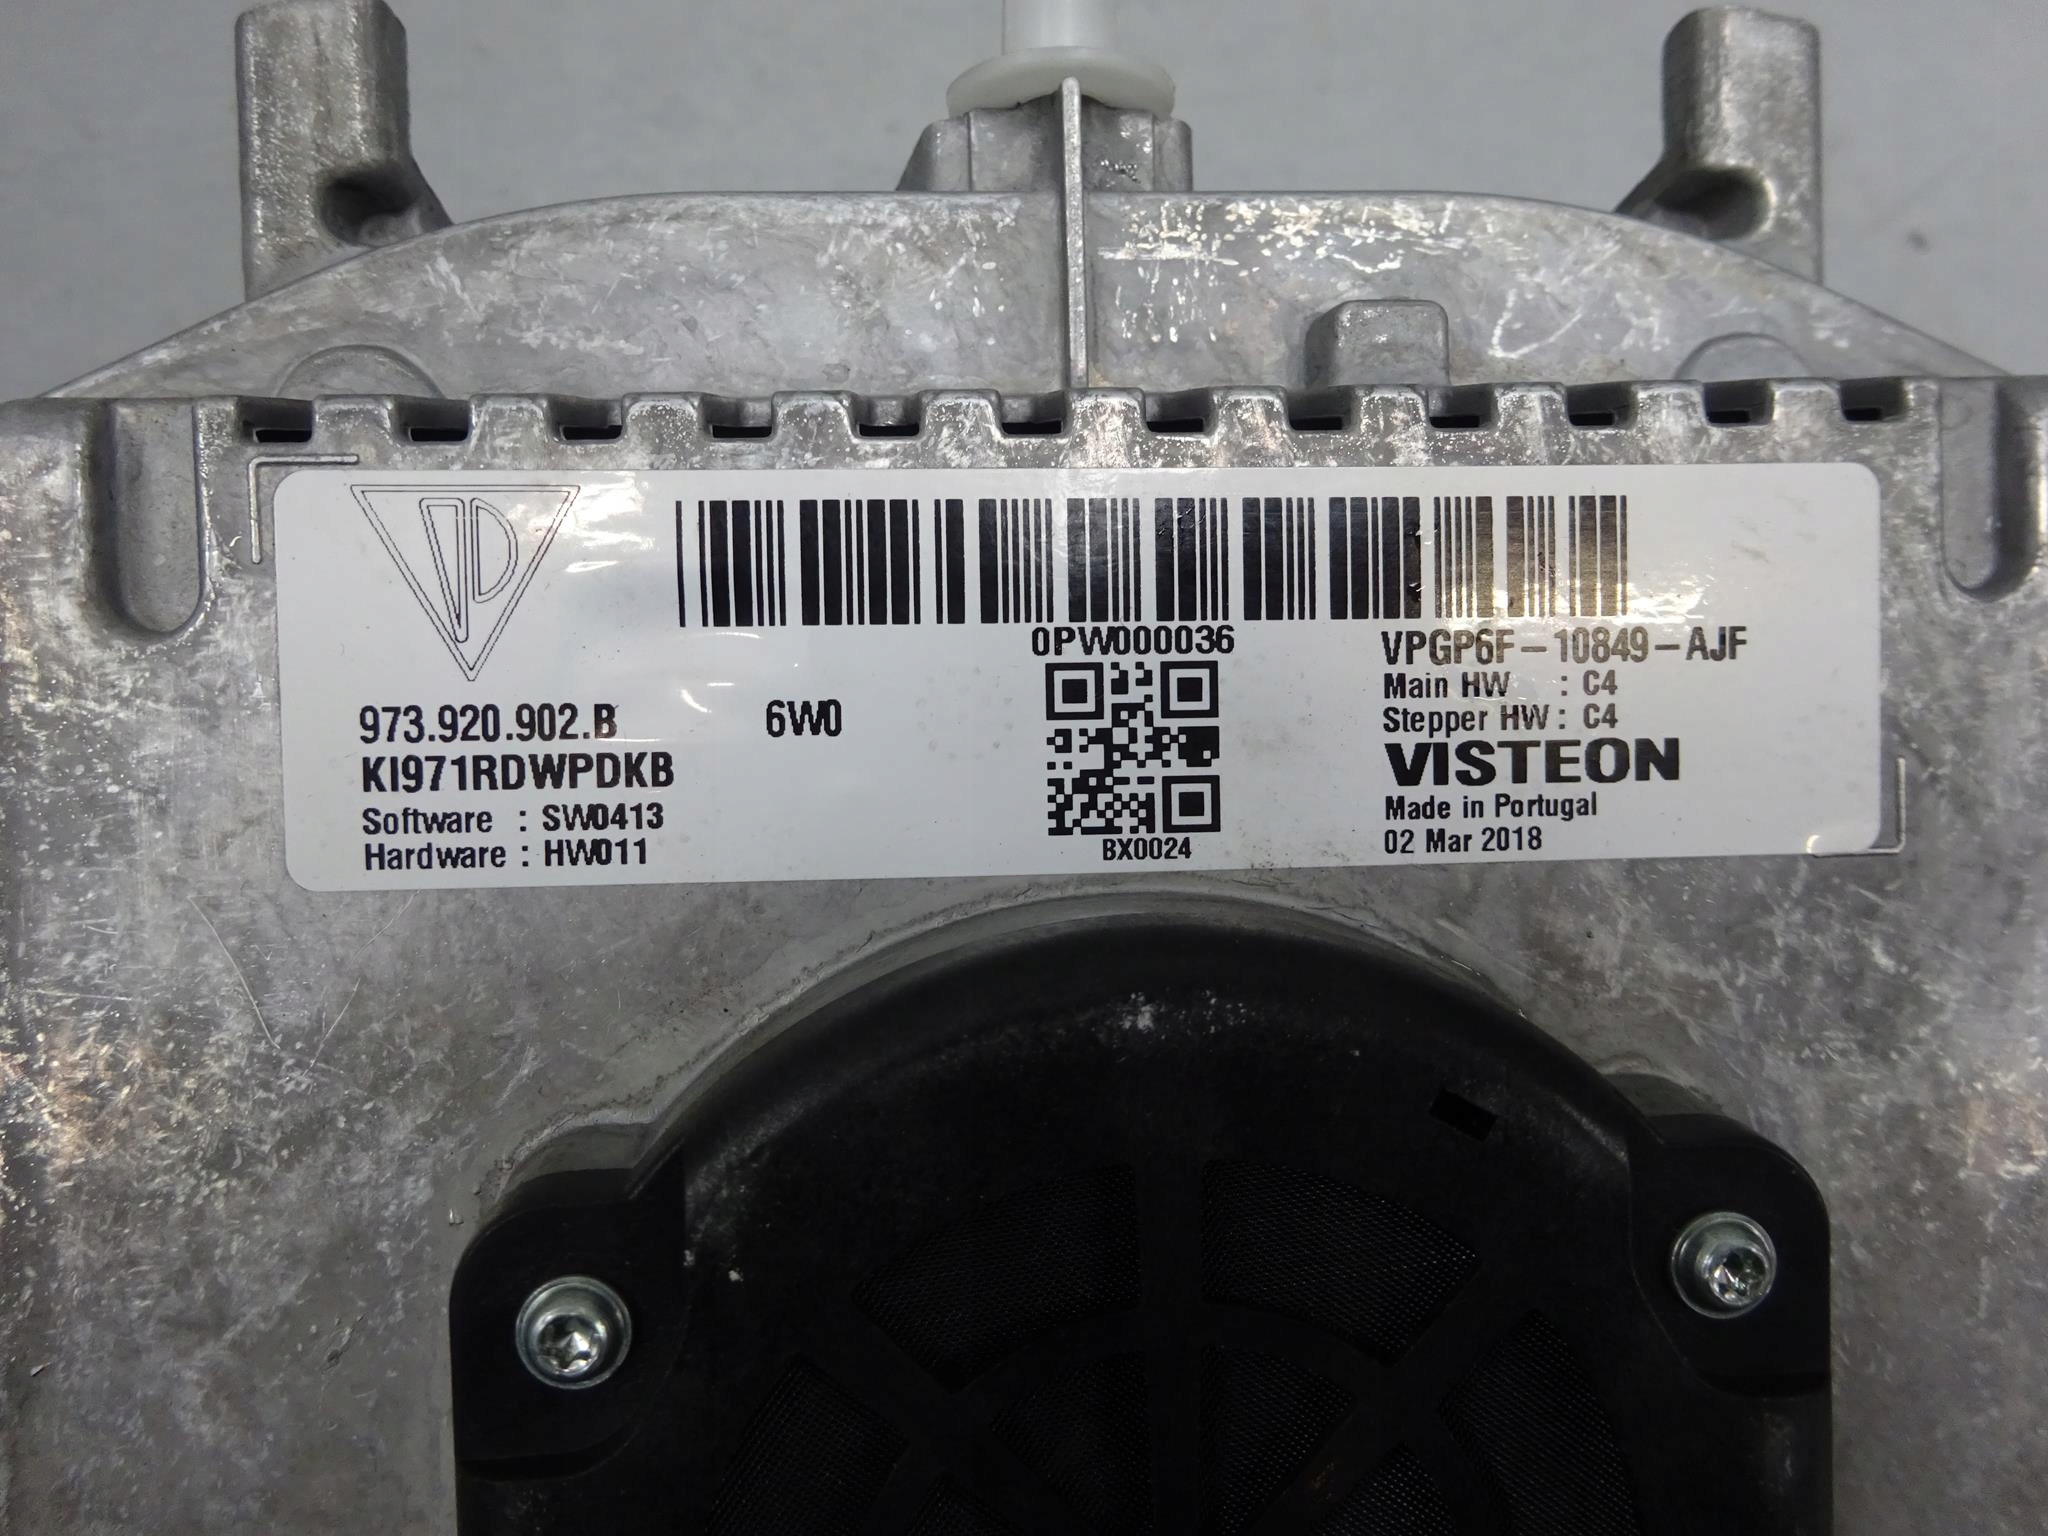 0PW000036
VPGP6F-10849-AJF
Main HW : C4
Stepper HW : C4
VISTEON
Made in Portugal
02 Mar 2018
973.920.902.B 6W0
KI971RDWPDKB
Software : SW0413
Hardware : HW011
BX0024